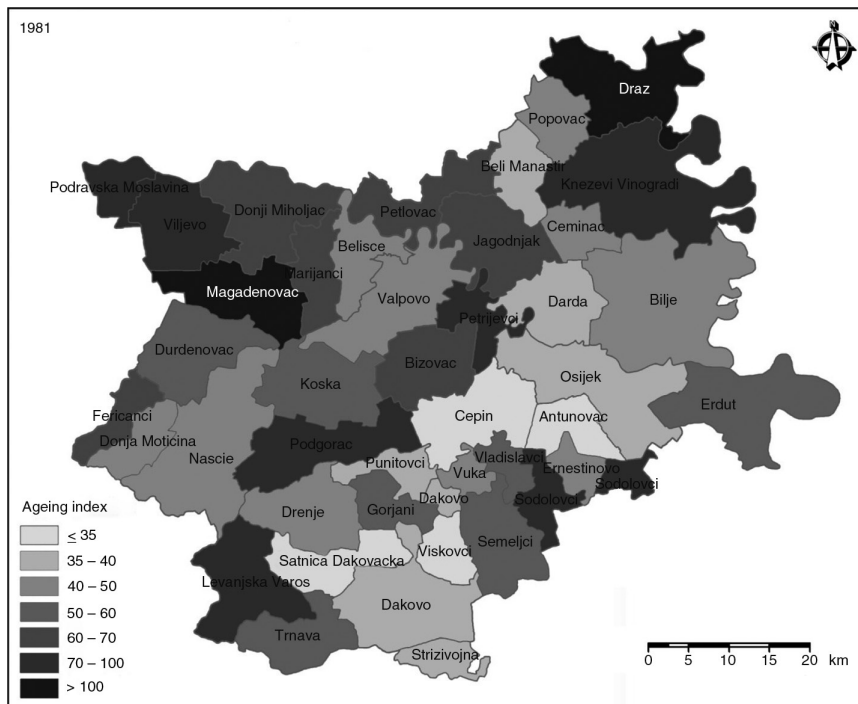 1981
Draz
Popovac
Beli Manastir
Podravska Moslavina
Knezevi Vinogradi
Viljevo
Donji Miholjac
Petlovac
Ceminac
Jagodnjak
Belisce
Marijanci
Magadenovac
Valpovo
Darda
Bilje
Petrijevci
Durdenovac
Bizovac
Osijek
Koska
Erdut
Fericanci
Cepin
Antunovac
Donja Moticina
Podgorac
Nascie
Vladislavci
Punitovci
Ernestinovo
Vuka
Sodolovci
Dakovo
Sodolovci
Drenje
Gorjani
Semeljci
Viskovci
Satnica Dakovacka
Levanjska Varos
Dakovo
Trnava
Strizivojna
Ageing index
≤ 35
35 – 40
40 – 50
50 – 60
60 – 70
70 – 100
> 100
0 5 10 15 20 km